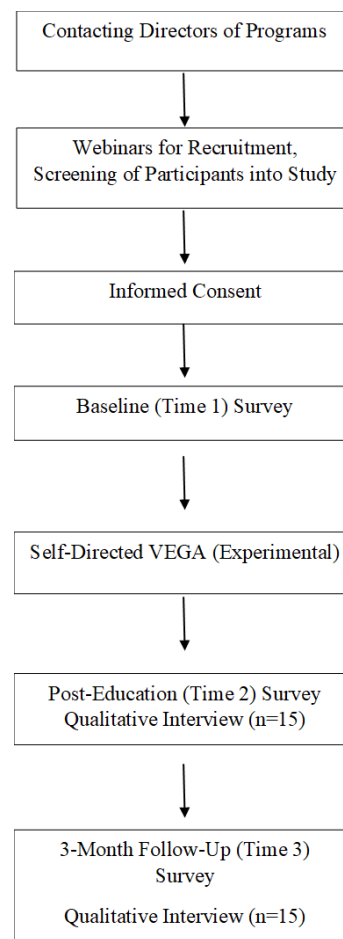 Contacting Directors of Programs
Webinars for Recruitment,
Screening of Participants into Study
Informed Consent
Baseline (Time 1) Survey
Self-Directed VEGA (Experimental)
Post-Education (Time 2) Survey
Qualitative Interview (n=15)
3-Month Follow-Up (Time 3)
Survey
Qualitative Interview (n=15)